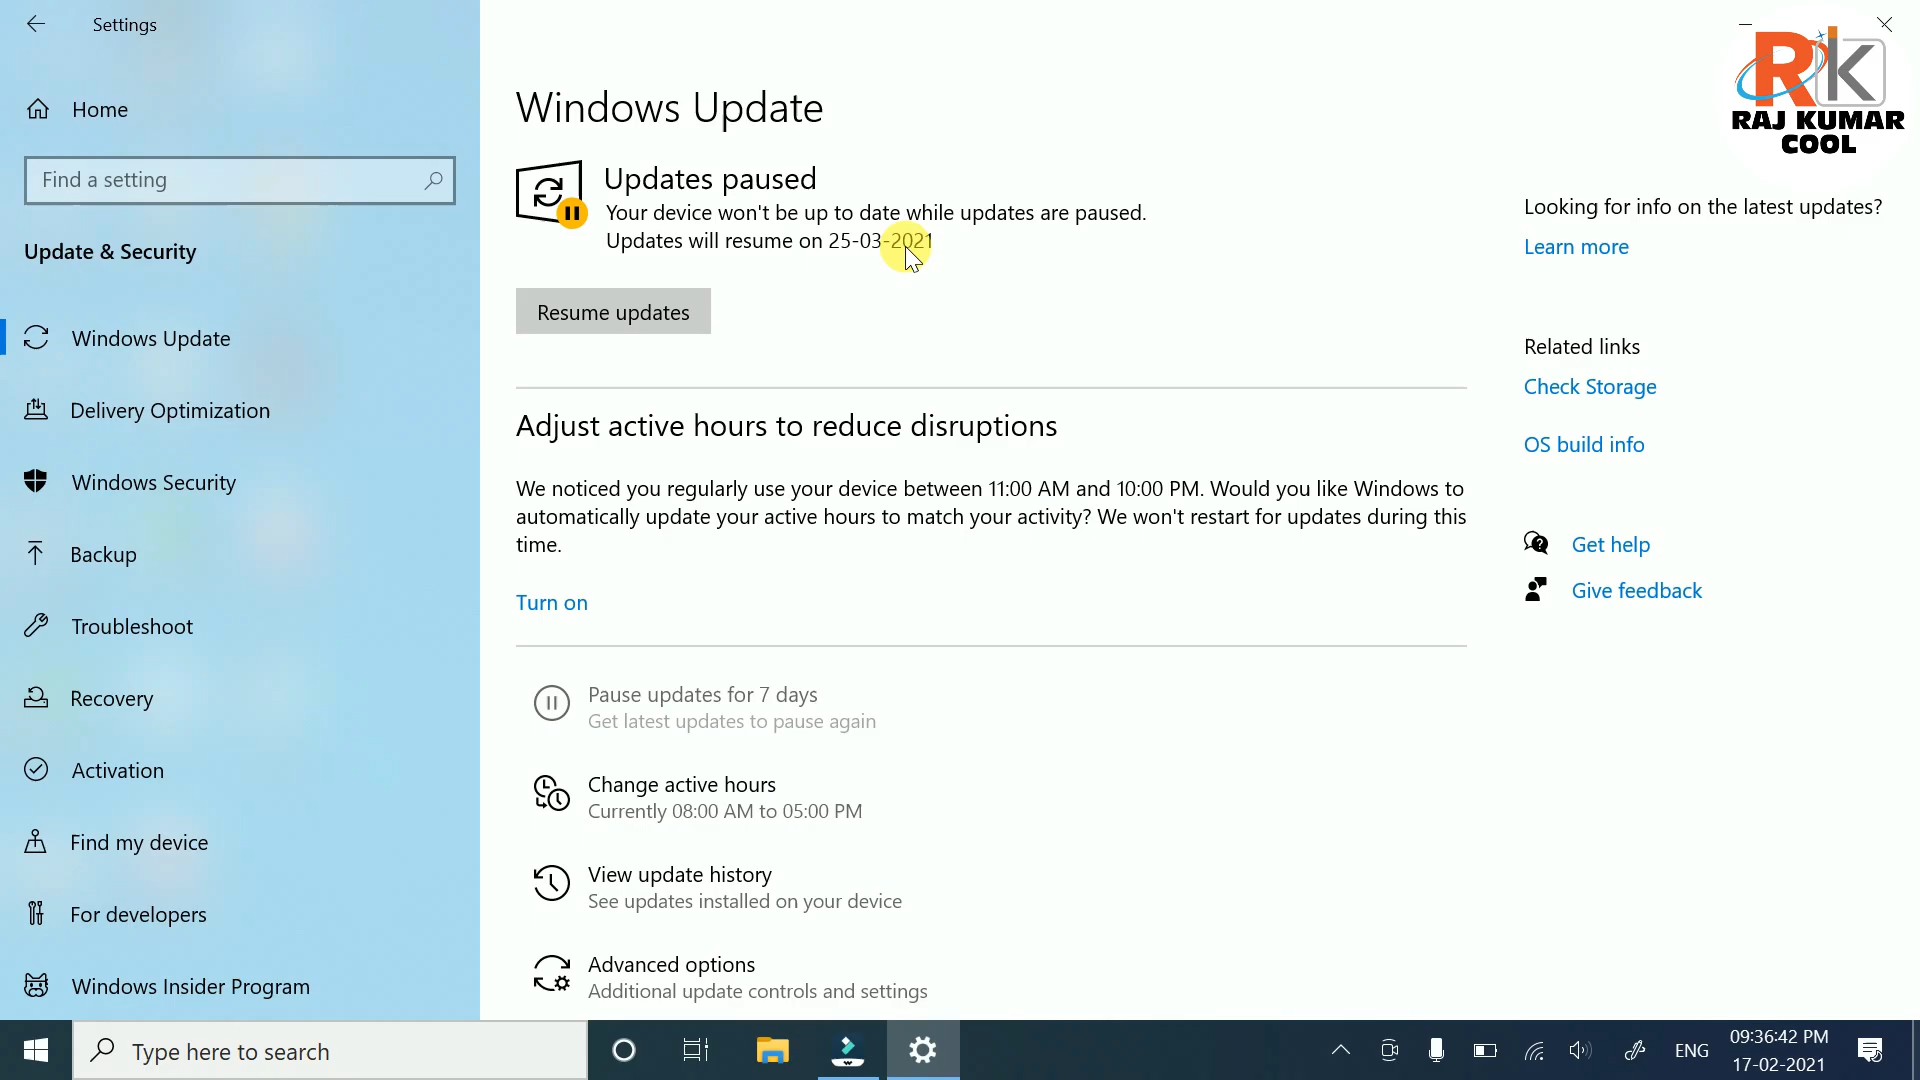 Settings
Home
Find a setting
Update & Security
Windows Update
Delivery Optimization
Windows Security
Backup
Troubleshoot
Recovery
Activation
Find my device
For developers
Windows Insider Program
Windows Update
Updates paused
Your device won't be up to date while updates are paused.
Updates will resume on 25-03-2021
Resume updates
Adjust active hours to reduce disruptions
We noticed you regularly use your device between 11:00 AM and 10:00 PM. Would you like Windows to
automatically update your active hours to match your activity? We won't restart for updates during this
time.
Turn on
Pause updates for 7 days
Get latest updates to pause again
Change active hours
Currently 08:00 AM to 05:00 PM
View update history
See updates installed on your device
Advanced options
Additional update controls and settings
RK
RAJ KUMAR
COOL
Looking for info on the latest updates?
Learn more
Related links
Check Storage
OS build info
Get help
Give feedback
Type here to search
ENG
09:36:42 PM
17-02-2021